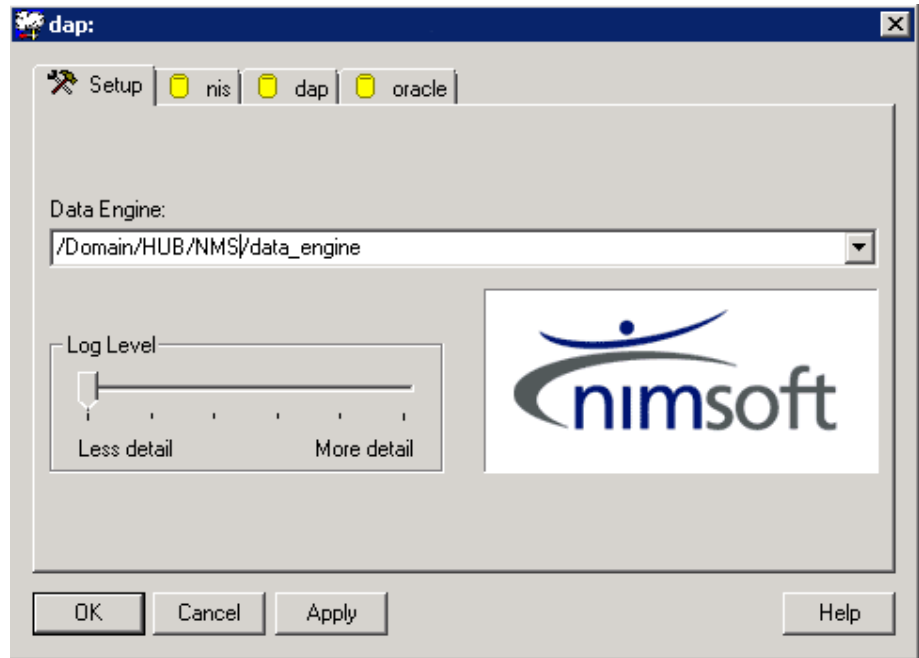 dap:
Setup nis dap oracle
Data Engine:
/Domain/HUB/NMS/data_engine
Log Level
Less detail More detail
nimsoft
OK Cancel Apply Help